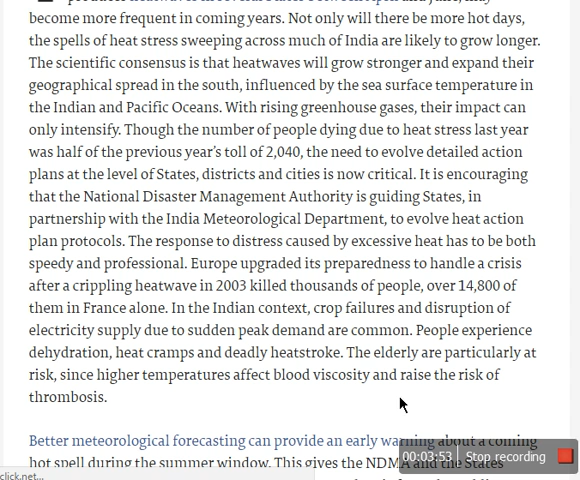 become more frequent in coming years. Not only will there be more hot days,
the spells of heat stress sweeping across much of India are likely to grow longer.
The scientific consensus is that heatwaves will grow stronger and expand their
geographical spread in the south, influenced by the sea surface temperature in
the Indian and Pacific Oceans. With rising greenhouse gases, their impact can
only intensify. Though the number of people dying due to heat stress last year
was half of the previous year’s toll of 2,040, the need to evolve detailed action
plans at the level of States, districts and cities is now critical. It is encouraging
that the National Disaster Management Authority is guiding States, in
partnership with the India Meteorological Department, to evolve heat action
plan protocols. The response to distress caused by excessive heat has to be both
speedy and professional. Europe upgraded its preparedness to handle a crisis
after a crippling heatwave in 2003 killed thousands of people, over 14,800 of
them in France alone. In the Indian context, crop failures and disruption of
electricity supply due to sudden peak demand are common. People experience
dehydration, heat cramps and deadly heatstroke. The elderly are particularly at
risk, since higher temperatures affect blood viscosity and raise the risk of
thrombosis.
Better meteorological forecasting can provide an early warning about a coming
hot spell during the summer window. This gives the NDMA and the States
00:03:53 Stop recording
click.net...